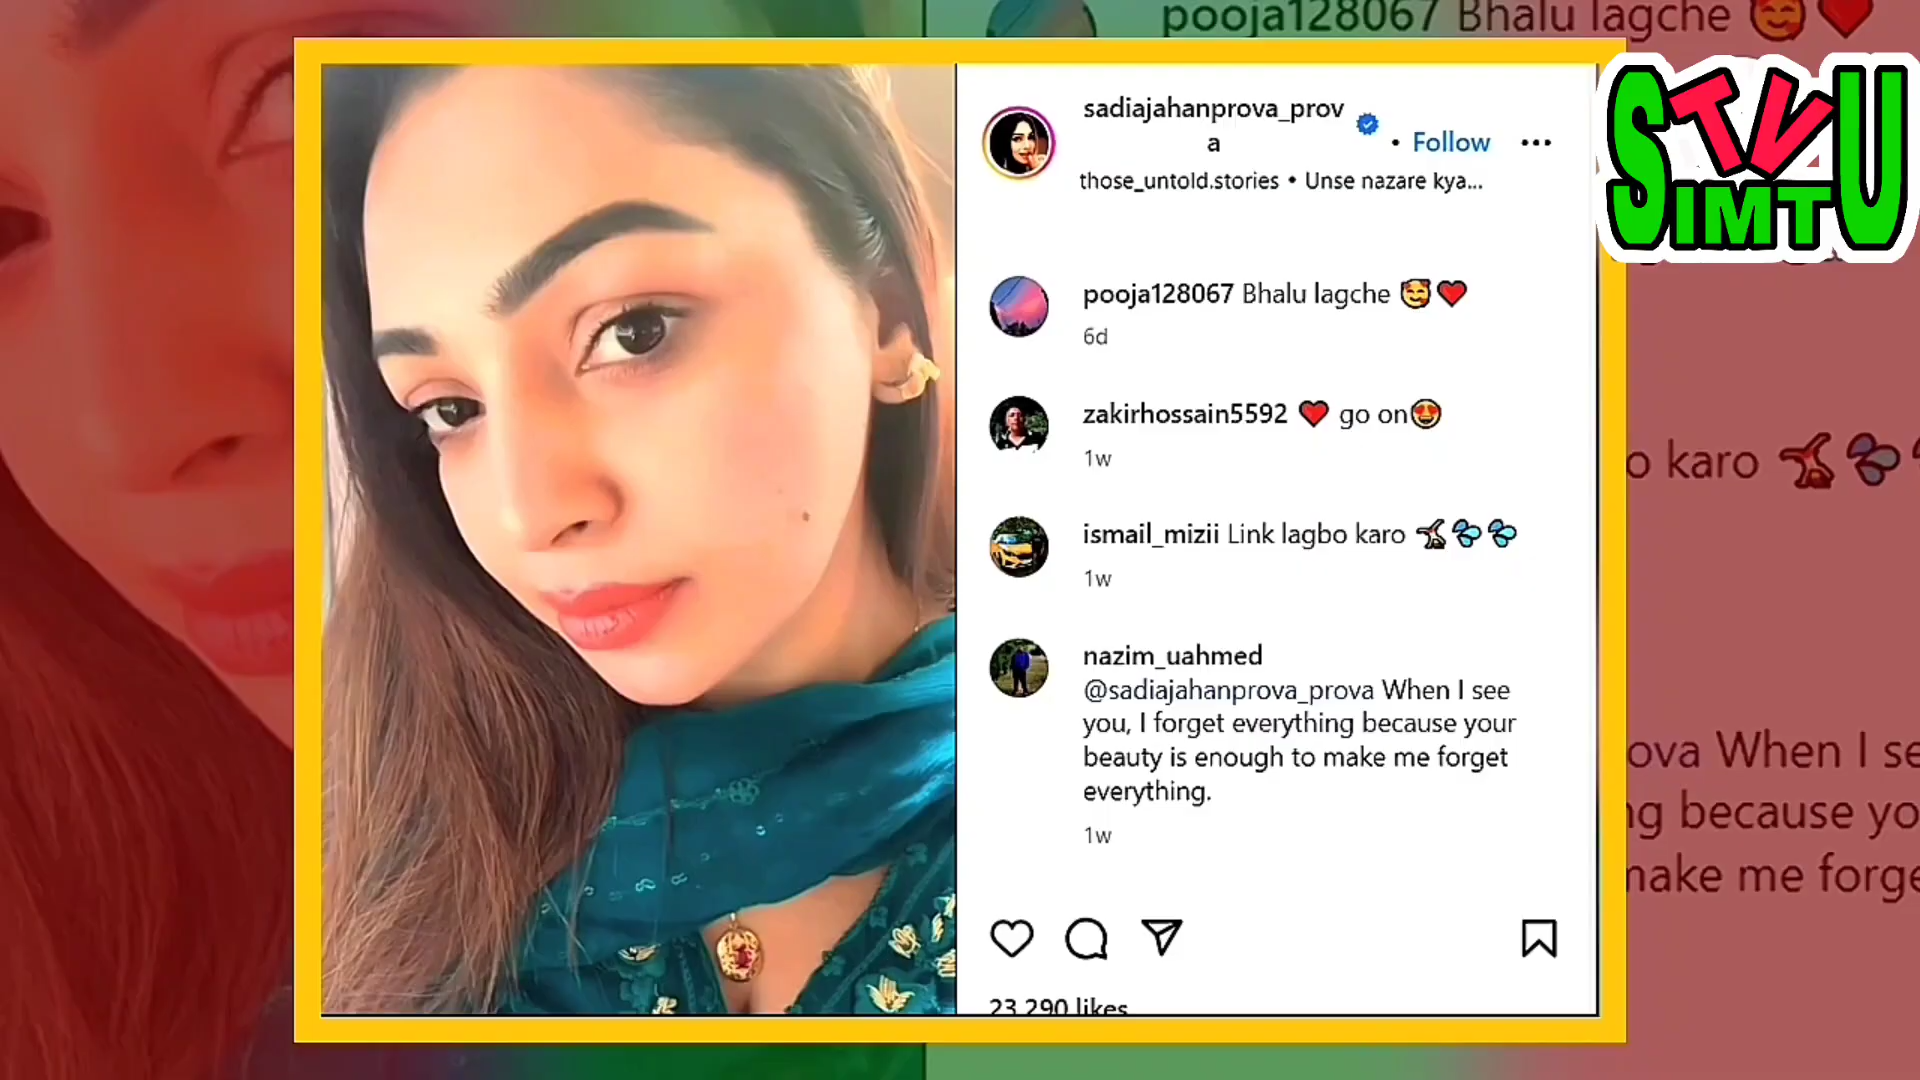 pooja128067 Bhalu lagche 🥰❤️
STV
SIMTU
sadiajahanprova_prov
a
• Follow •••
those_untold.stories • Unse nazare kya...
pooja128067 Bhalu lagche 🥰❤️
6d
zakirhossain5592 ❤️ go on😍
1w
ismail_mizii Link lagbo karo 💦💦
1w
nazim_uahmed
@sadiajahanprova_prova When I see
you, I forget everything because your
beauty is enough to make me forget
everything.
1w
23,290 likes
o karo 💦
ova When I se
ng because yo
make me forge